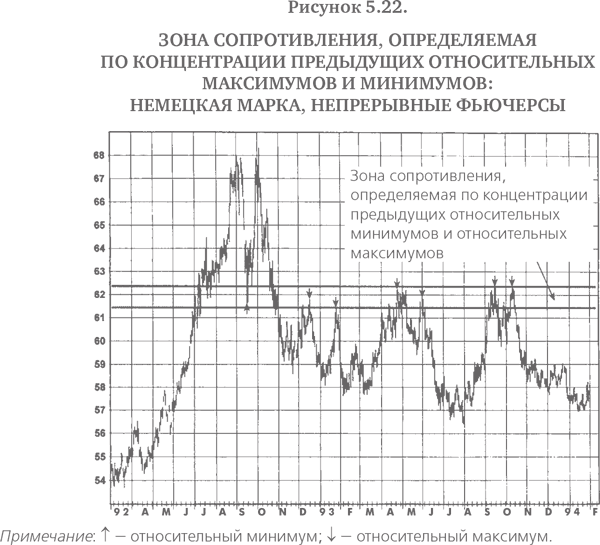 Рисунок 5.22.
ЗОНА СОПРОТИВЛЕНИЯ, ОПРЕДЕЛЯЕМАЯ
ПО КОНЦЕНТРАЦИИ ПРЕДЫДУЩИХ ОТНОСИТЕЛЬНЫХ
МАКСИМУМОВ И МИНИМУМОВ:
НЕМЕЦКАЯ МАРКА, НЕПРЕРЫВНЫЕ ФЬЮЧЕРСЫ
Зона сопротивления,
определяемая по концентрации
предыдущих относительных
минимумов и относительных
максимумов
68
67
66
65
64
63
62
61
60
59
58
57
56
55
54
92 A M J J A S O N D 93 F M A M J J A S O N D 94 F
Примечание: ↑ — относительный минимум; ↓ — относительный максимум.